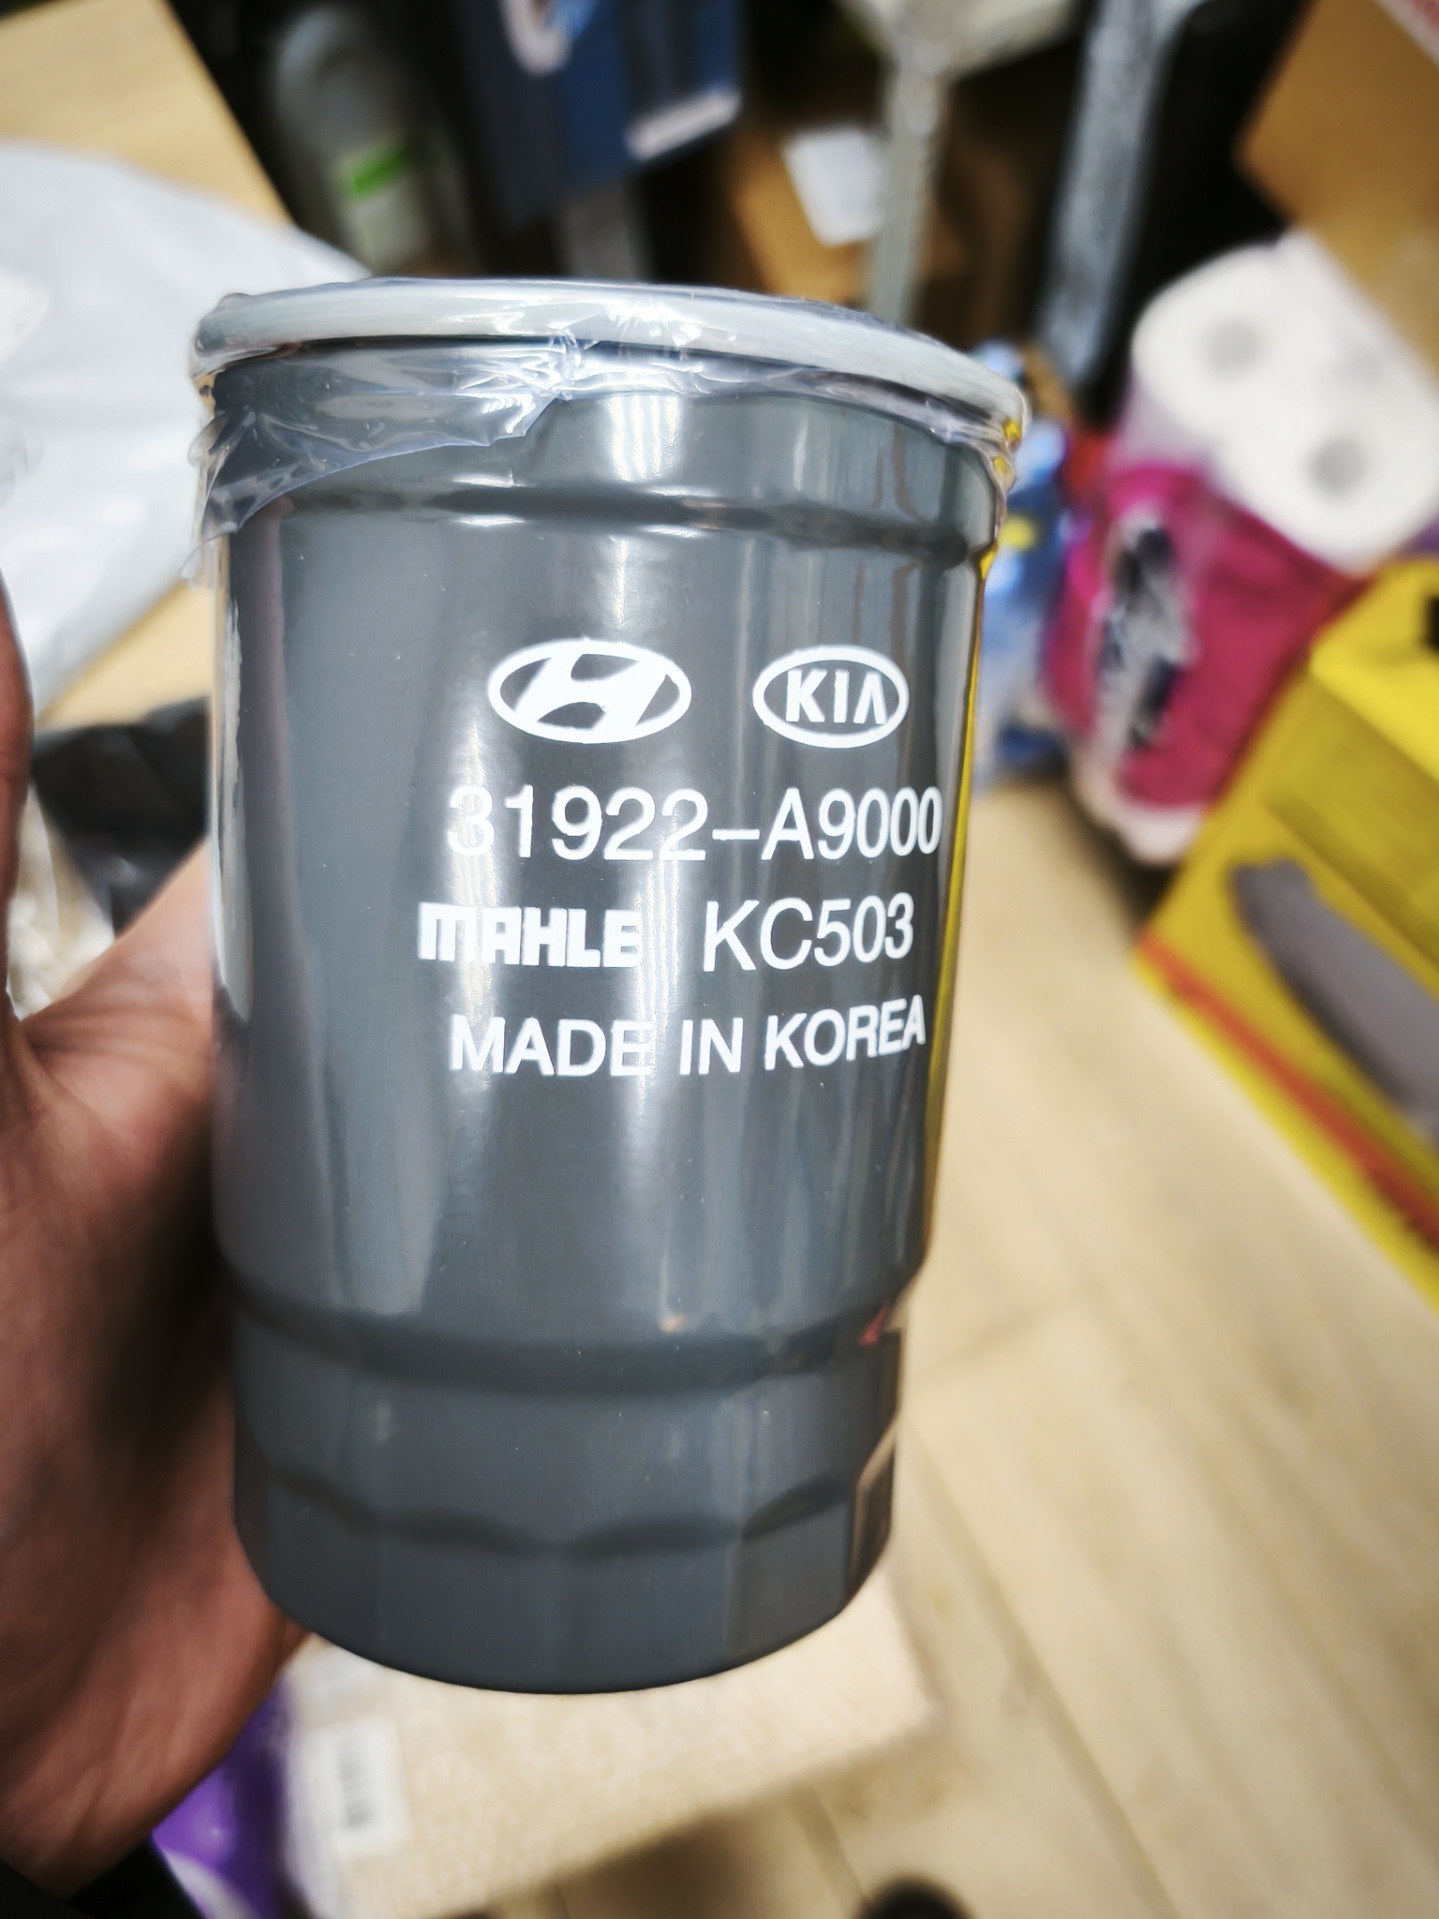 KIA
31922-A9000
MAHLE KC503
MADE IN KOREA